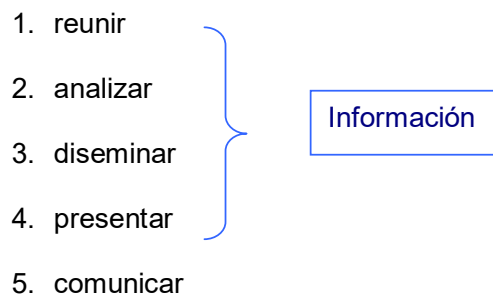 1. reunir
2. analizar
3. diseminar
4. presentar
5. comunicar
Información